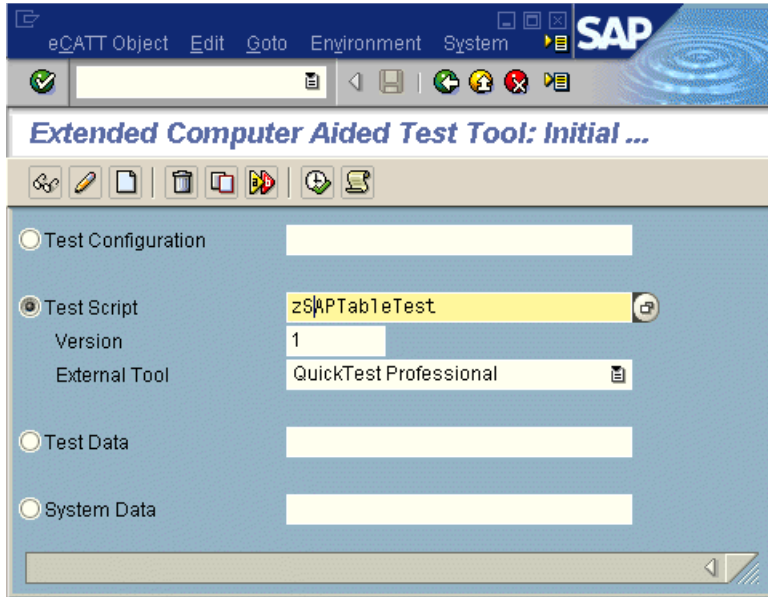 eCATT Object Edit Goto Environment System SAP
Extended Computer Aided Test Tool: Initial ...
Test Configuration
Test Script zSAPTableTest
Version 1
External Tool QuickTest Professional
Test Data
System Data